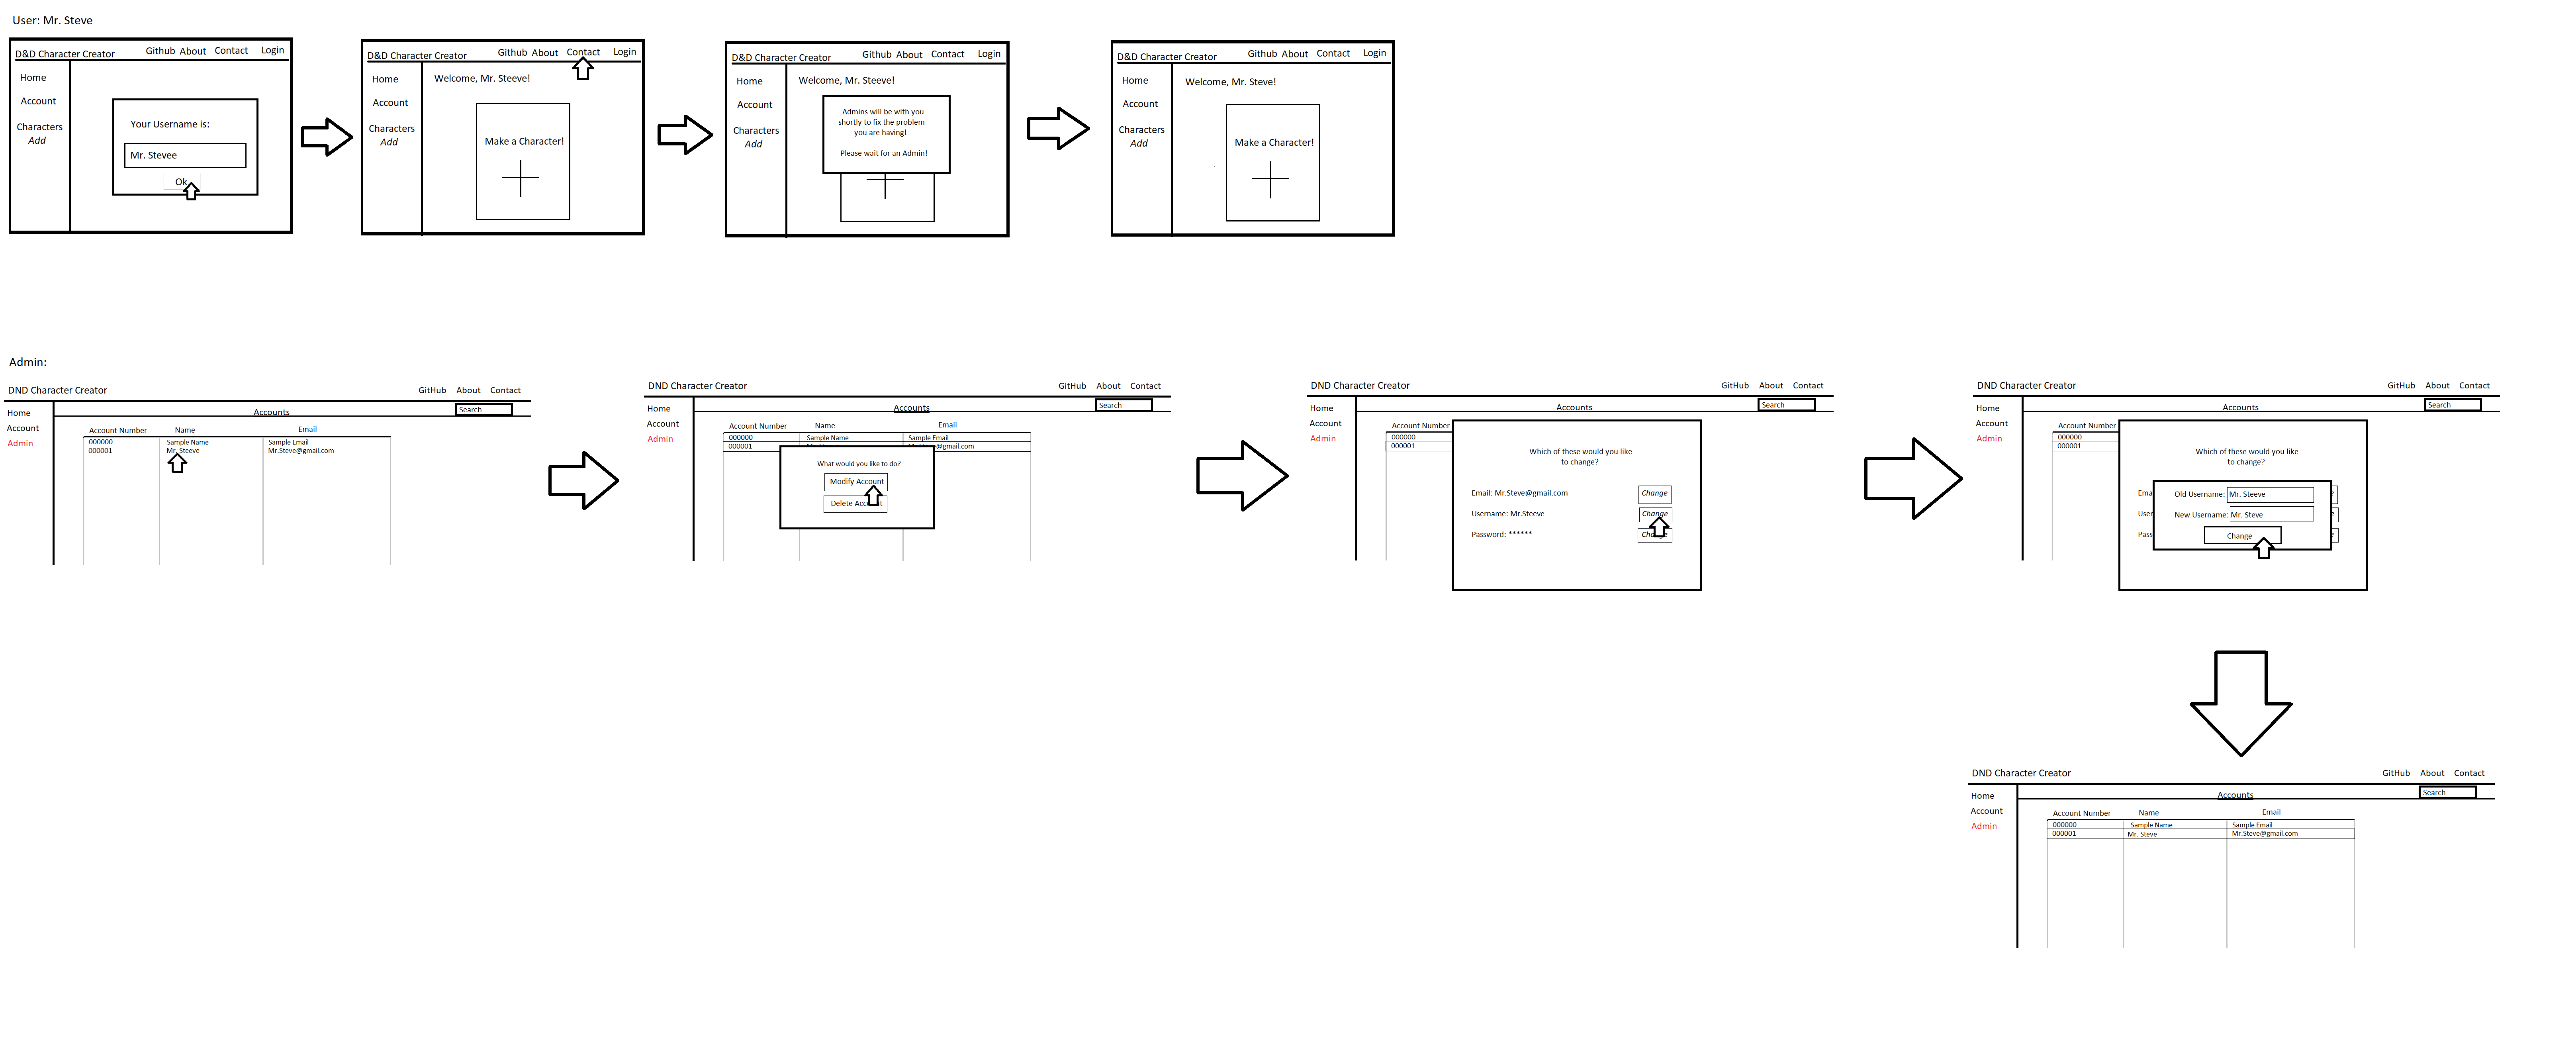 User: Mr. Steve
D&D Character Creator
Github About Contact Login
Home
Account
Characters
Add
Your Username is:
Mr. Stevee
Ok
D&D Character Creator
Github About Contact Login
Home
Account
Characters
Add
Welcome, Mr. Steeve!
Make a Character!
D&D Character Creator
Github About Contact Login
Home
Account
Characters
Add
Welcome, Mr. Steeve!
Admins will be with you
shortly to fix the problem
you are having!
Please wait for an Admin!
D&D Character Creator
Github About Contact Login
Home
Account
Characters
Add
Welcome, Mr. Steve!
Make a Character!
Admin:
DND Character Creator
GitHub About Contact
Home
Account
Admin
Accounts
Search
Account Number Name Email
000000 Sample Name Sample Email
000001 Mr. Steeve Mr.Steve@gmail.com
DND Character Creator
GitHub About Contact
Home
Account
Admin
Accounts
Search
Account Number Name Email
000000 Sample Name Sample Email
000001 Mr.Steve@gmail.com
What would you like to do?
Modify Account
Delete Account
DND Character Creator
GitHub About Contact
Home
Account
Admin
Accounts
Search
Account Number
000000
000001
Which of these would you like
to change?
Email: Mr.Steve@gmail.com Change
Username: Mr.Steeve Change
Password: ****** Change
DND Character Creator
GitHub About Contact
Home
Account
Admin
Accounts
Search
Account Number
000000
000001
Which of these would you like
to change?
Ema
User
Pass
Old Username: Mr. Steeve
New Username: Mr. Steve
Change
DND Character Creator
GitHub About Contact
Home
Account
Admin
Accounts
Search
Account Number Name Email
000000 Sample Name Sample Email
000001 Mr. Steve Mr.Steve@gmail.com